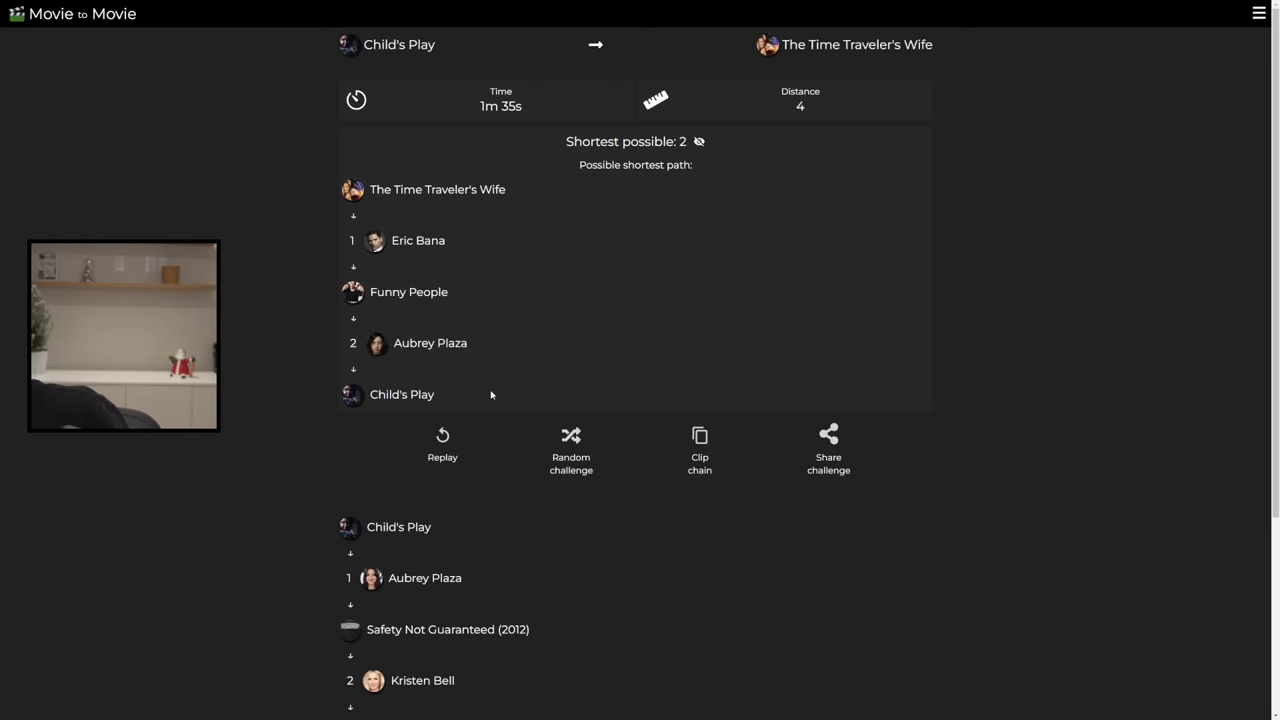 Movie to Movie
Child's Play
The Time Traveler's Wife
Time
1m 35s
Distance
4
Shortest possible: 2
Possible shortest path:
The Time Traveler's Wife
1 Eric Bana
Funny People
2 Aubrey Plaza
Child's Play
Replay
Random
challenge
Clip
chain
Share
challenge
Child's Play
1 Aubrey Plaza
Safety Not Guaranteed (2012)
2 Kristen Bell